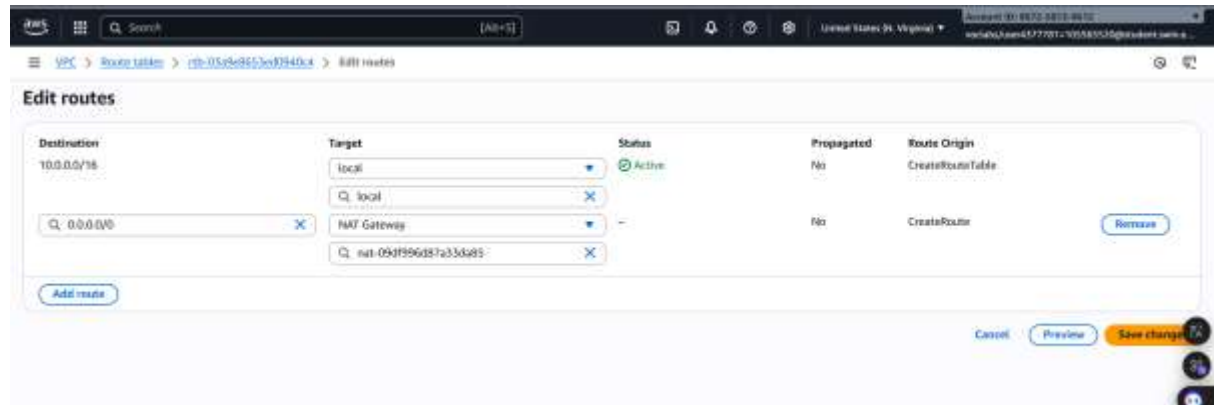 aws
Search
[Alt+S]
United States (N. Virginia)
VPC > Route tables > > Edit routes
Edit routes
Destination Target Status Propagated Route Origin
10.0.0.0/16 local Active No CreateRouteTable
local
0.0.0.0/0 NAT Gateway – No CreateRoute Remove
nat-09df996d87a33da85
Add route
Cancel Preview Save